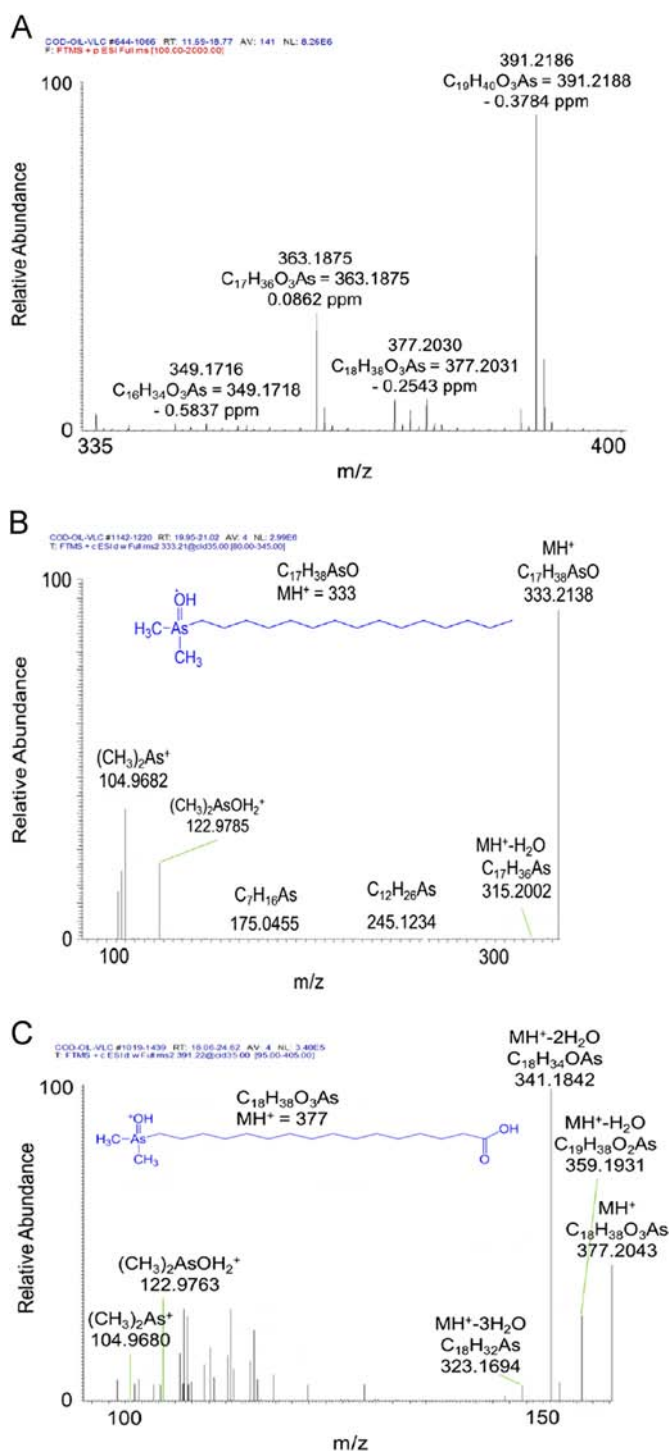 A
COD-OIL-VLC #644-1066 RT: 11.59-18.77 AV: 141 NL: 8.26E6
F: FTMS + p ESI Full ms [100.00-2000.00]
100
Relative Abundance
0
391.2186
C₁₉H₄₀O₃As = 391.2188
- 0.3784 ppm
363.1875
C₁₇H₃₆O₃As = 363.1875
0.0862 ppm
377.2030
C₁₈H₃₈O₃As = 377.2031
- 0.2543 ppm
349.1716
C₁₆H₃₄O₃As = 349.1718
- 0.5837 ppm
335
400
m/z
B
COD-OIL-VLC #1142-1220 RT: 19.95-21.02 AV: 4 NL: 2.99E6
T: FTMS + c ESI d w Full ms2 333.21@cid35.00 [80.00-345.00]
100
Relative Abundance
0
C₁₇H₃₈AsO
MH⁺ = 333
MH⁺
C₁₇H₃₈AsO
333.2138
⁺OH
H₃C
As
CH₃
(CH₃)₂As⁺
104.9682
(CH₃)₂AsOH₂⁺
122.9785
C₇H₁₆As
175.0455
C₁₂H₂₆As
245.1234
MH⁺-H₂O
C₁₇H₃₆As
315.2002
100
300
m/z
C
COD-OIL-VLC #1019-1439 RT: 18.06-24.62 AV: 4 NL: 3.40E5
T: FTMS + c ESI d w Full ms2 391.22@cid35.00 [95.00-405.00]
100
Relative Abundance
0
C₁₈H₃₈O₃As
MH⁺ = 377
⁺OH
H₃C
As
CH₃
OH
O
MH⁺-2H₂O
C₁₈H₃₄OAs
341.1842
MH⁺-H₂O
C₁₉H₃₈O₂As
359.1931
MH⁺
C₁₈H₃₈O₃As
377.2043
(CH₃)₂AsOH₂⁺
122.9763
(CH₃)₂As⁺
104.9680
MH⁺-3H₂O
C₁₈H₃₂As
323.1694
100
150
m/z